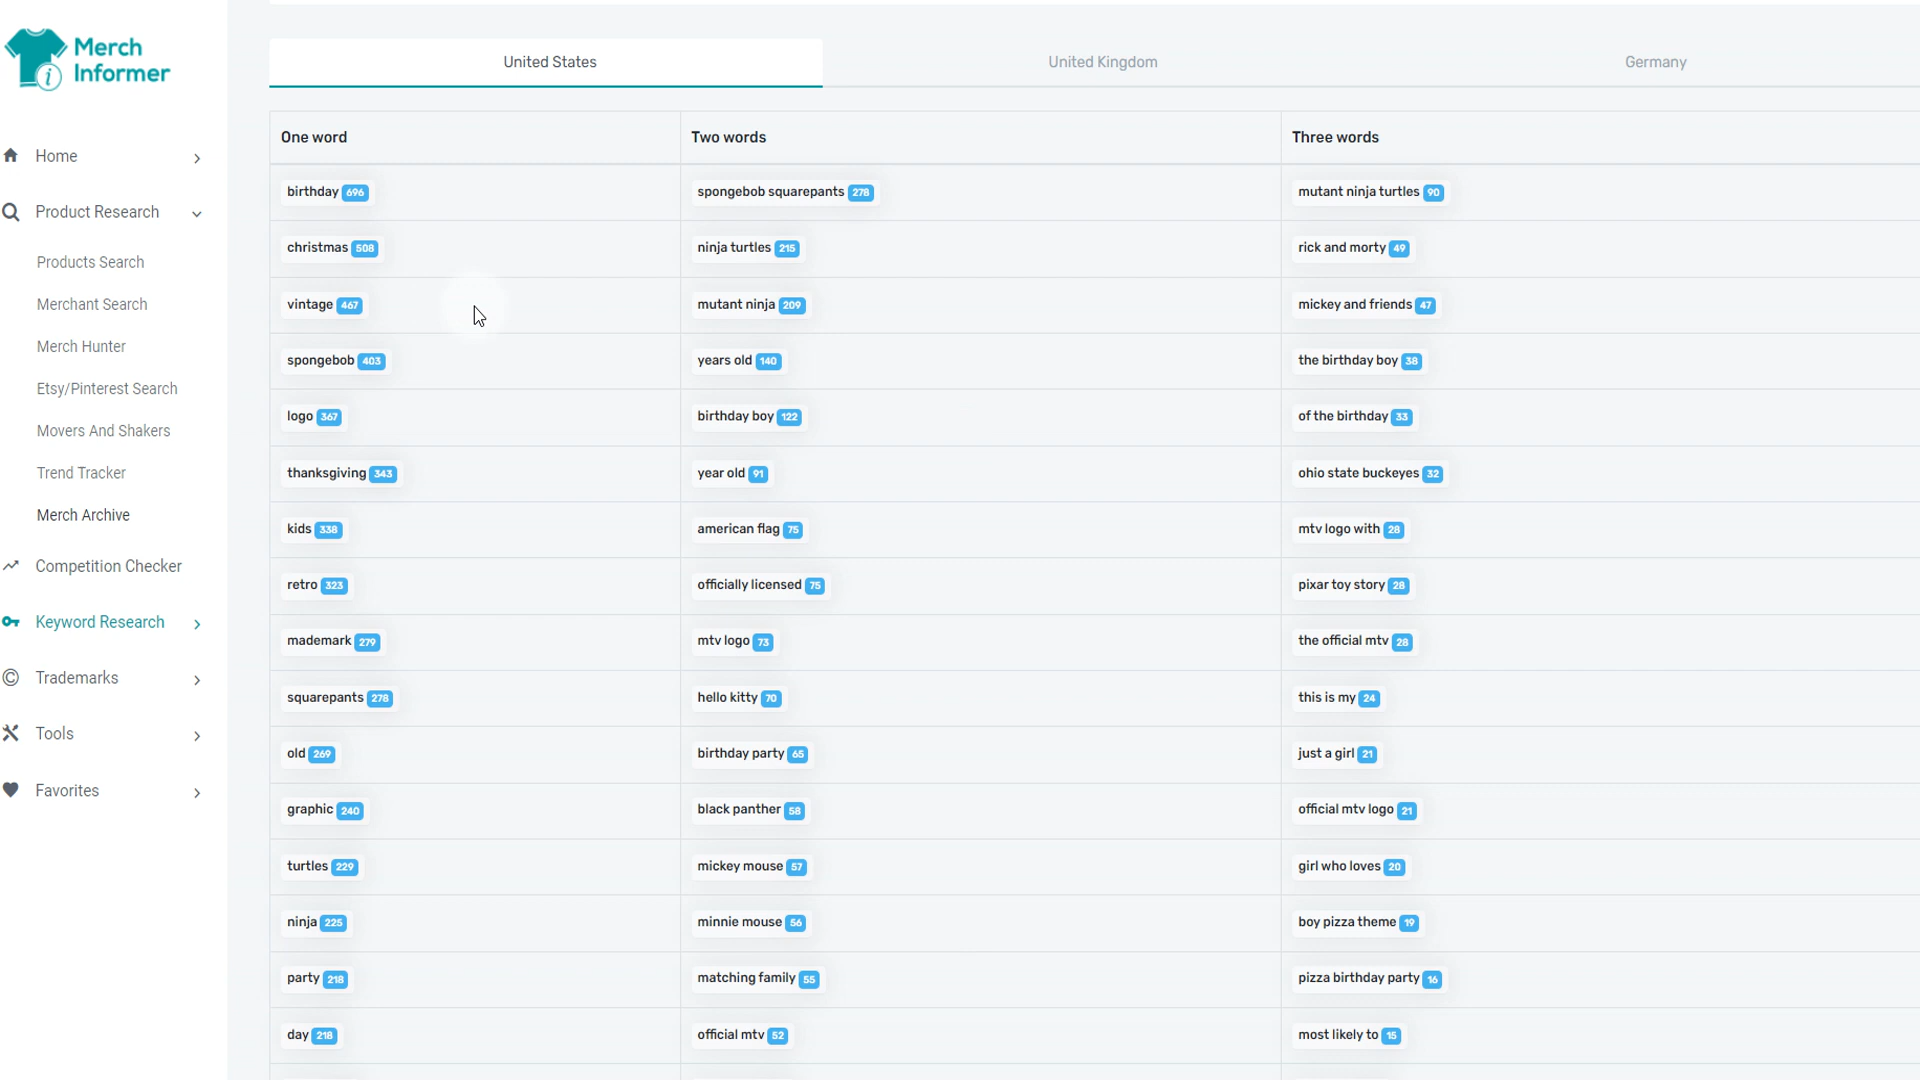 Merch
Informer
United States
United Kingdom
Germany
One word
Two words
Three words
Home
Product Research
Products Search
Merchant Search
Merch Hunter
Etsy/Pinterest Search
Movers And Shakers
Trend Tracker
Merch Archive
Competition Checker
Keyword Research
Trademarks
Tools
Favorites
birthday 696
spongebob squarepants 278
mutant ninja turtles 90
christmas 508
ninja turtles 215
rick and morty 49
vintage 467
mutant ninja 209
mickey and friends 47
spongebob 403
years old 140
the birthday boy 38
logo 367
birthday boy 122
of the birthday 33
thanksgiving 343
year old 91
ohio state buckeyes 32
kids 338
american flag 75
mtv logo with 28
retro 323
officially licensed 75
pixar toy story 28
mademark 279
mtv logo 73
the official mtv 28
squarepants 278
hello kitty 70
this is my 24
old 269
birthday party 65
just a girl 21
graphic 240
black panther 58
official mtv logo 21
turtles 229
mickey mouse 57
girl who loves 20
ninja 225
minnie mouse 56
boy pizza theme 19
party 218
matching family 55
pizza birthday party 16
day 218
official mtv 52
most likely to 15